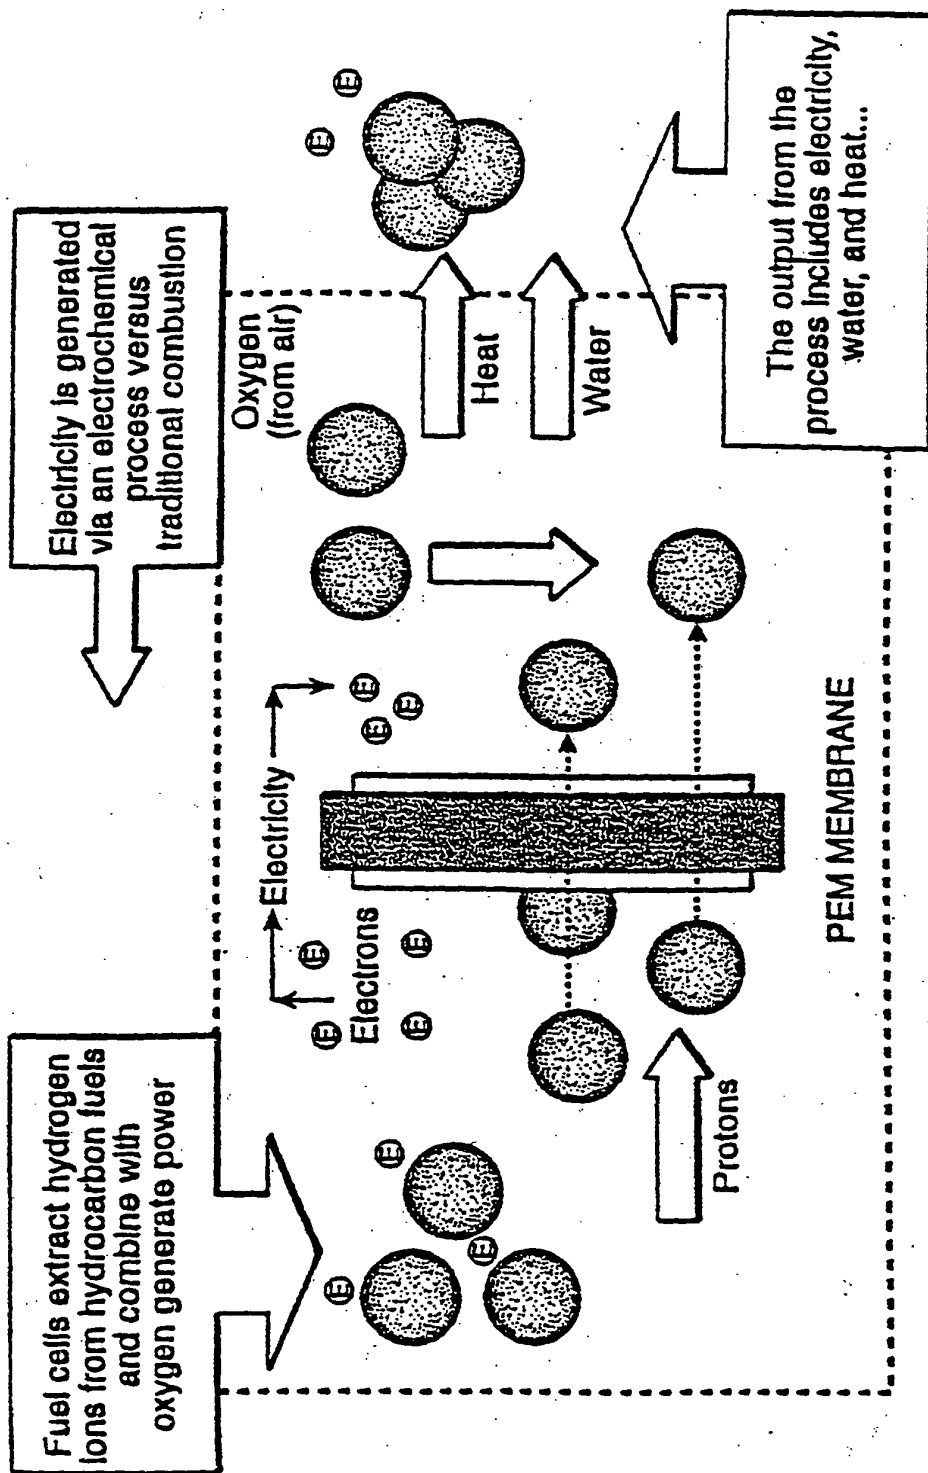 Fuel cells extract hydrogen
ions from hydrocarbon fuels
and combine with
oxygen generate power
Electricity is generated
via an electrochemical
process versus
traditional combustion
Electricity
E
E
Electrons
E
E
E
E
E
Oxygen
(from air)
E
E
E
E
E
Heat
Water
Protons
PEM MEMBRANE
The output from the
process includes electricity,
water, and heat...